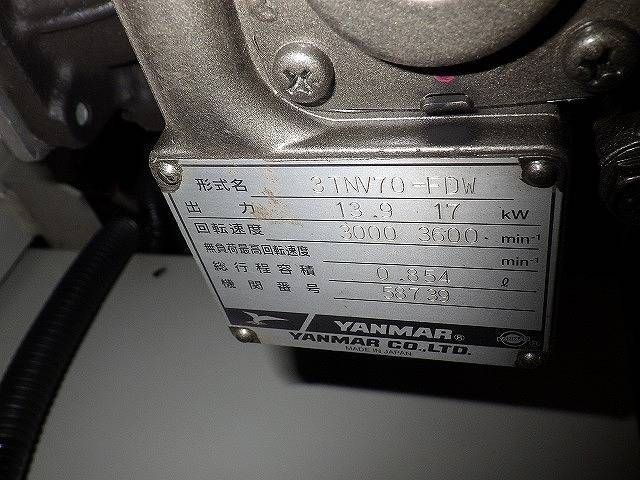 形式名 3TNV70-FDW
出力 13.9 17 kW
回転速度 3000 3600 min⁻¹
無負荷最高回転速度 min⁻¹
総行程容積 0.854 ℓ
機関番号 58739
YANMAR®
YANMAR CO.,LTD.
MADE IN JAPAN